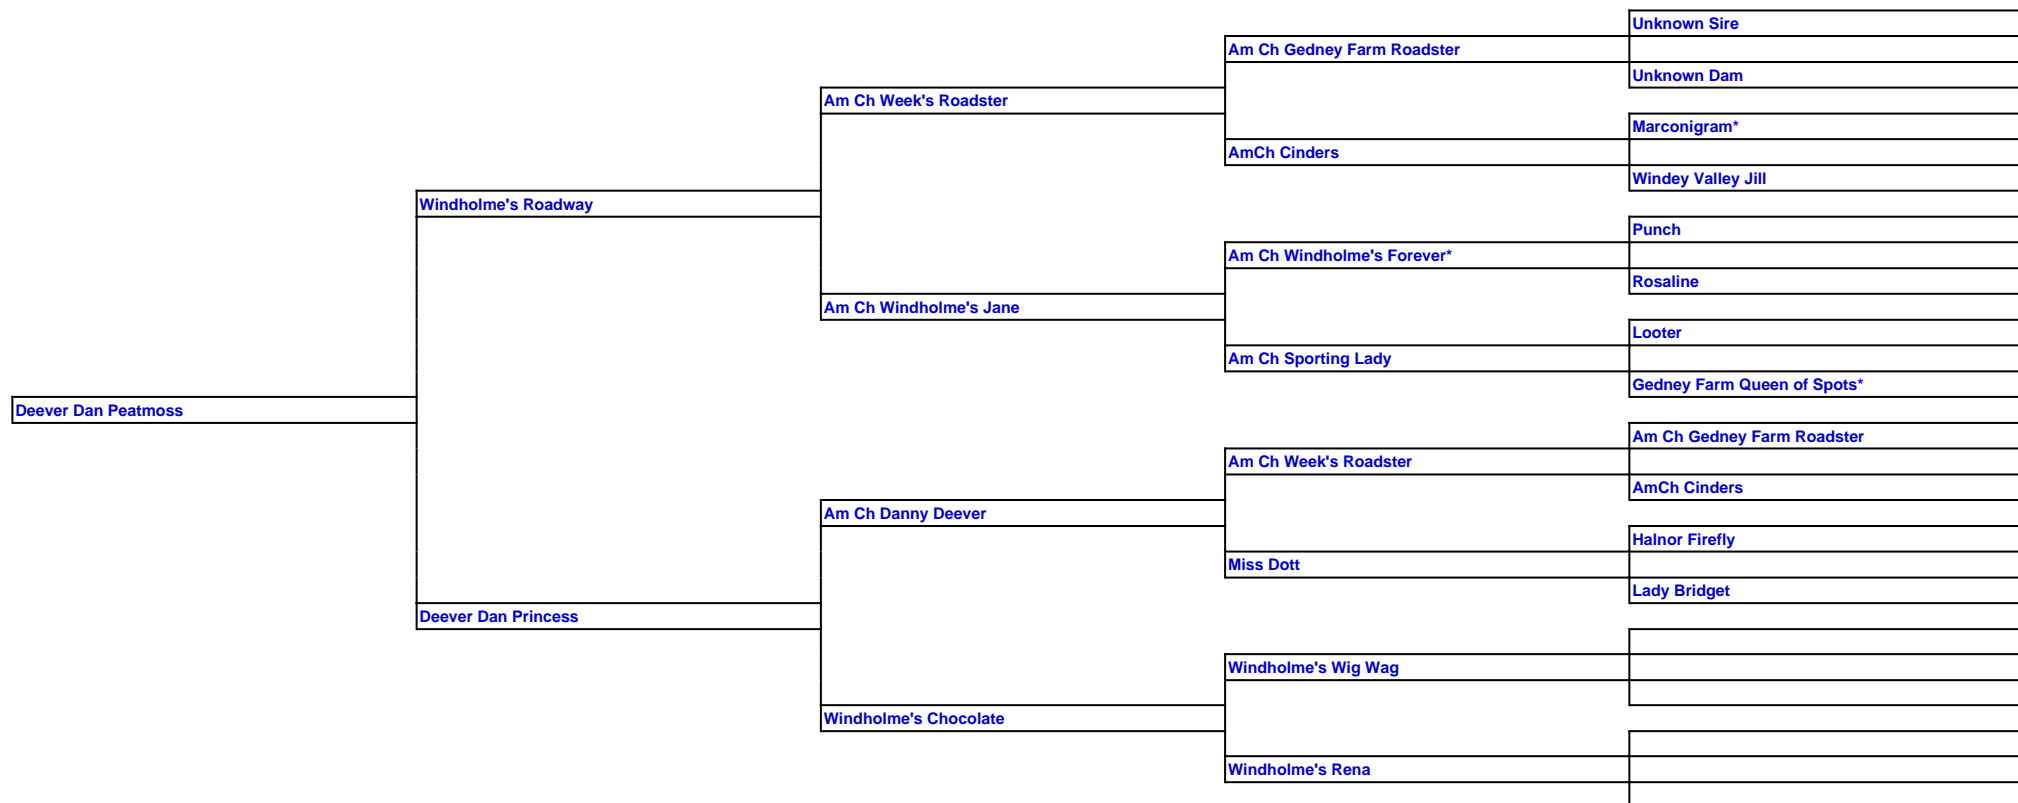 Unknown Sire
Am Ch Gedney Farm Roadster
Unknown Dam
Am Ch Week's Roadster
Marconigram*
AmCh Cinders
Windey Valley Jill
Windholme's Roadway
Punch
Am Ch Windholme's Forever*
Rosaline
Am Ch Windholme's Jane
Looter
Am Ch Sporting Lady
Gedney Farm Queen of Spots*
Deever Dan Peatmoss
Am Ch Gedney Farm Roadster
Am Ch Week's Roadster
AmCh Cinders
Am Ch Danny Deever
Halnor Firefly
Miss Dott
Lady Bridget
Deever Dan Princess
Windholme's Wig Wag
Windholme's Chocolate
Windholme's Rena